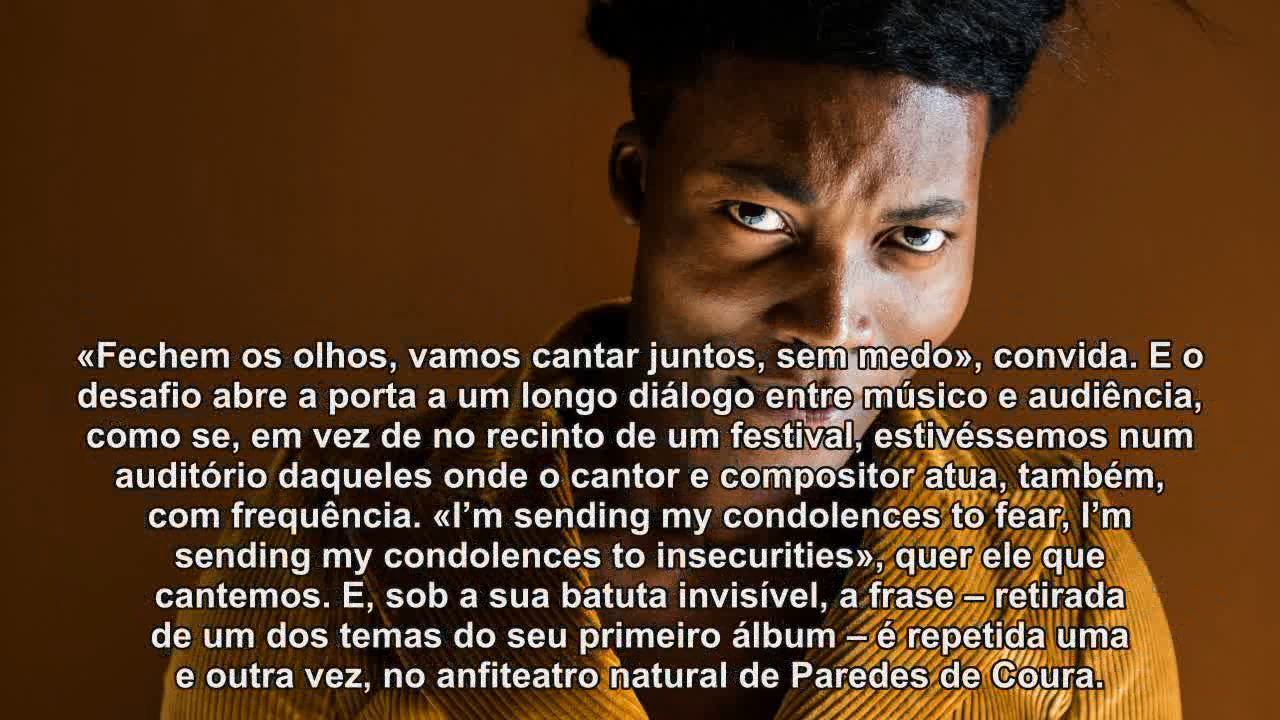 «Fechem os olhos, vamos cantar juntos, sem medo», convida. E o
desafio abre a porta a um longo diálogo entre músico e audiência,
como se, em vez de no recinto de um festival, estivéssemos num
auditório daqueles onde o cantor e compositor atua, também,
com frequência. «I’m sending my condolences to fear, I’m
sending my condolences to insecurities», quer ele que
cantemos. E, sob a sua batuta invisível, a frase – retirada
de um dos temas do seu primeiro álbum – é repetida uma
e outra vez, no anfiteatro natural de Paredes de Coura.